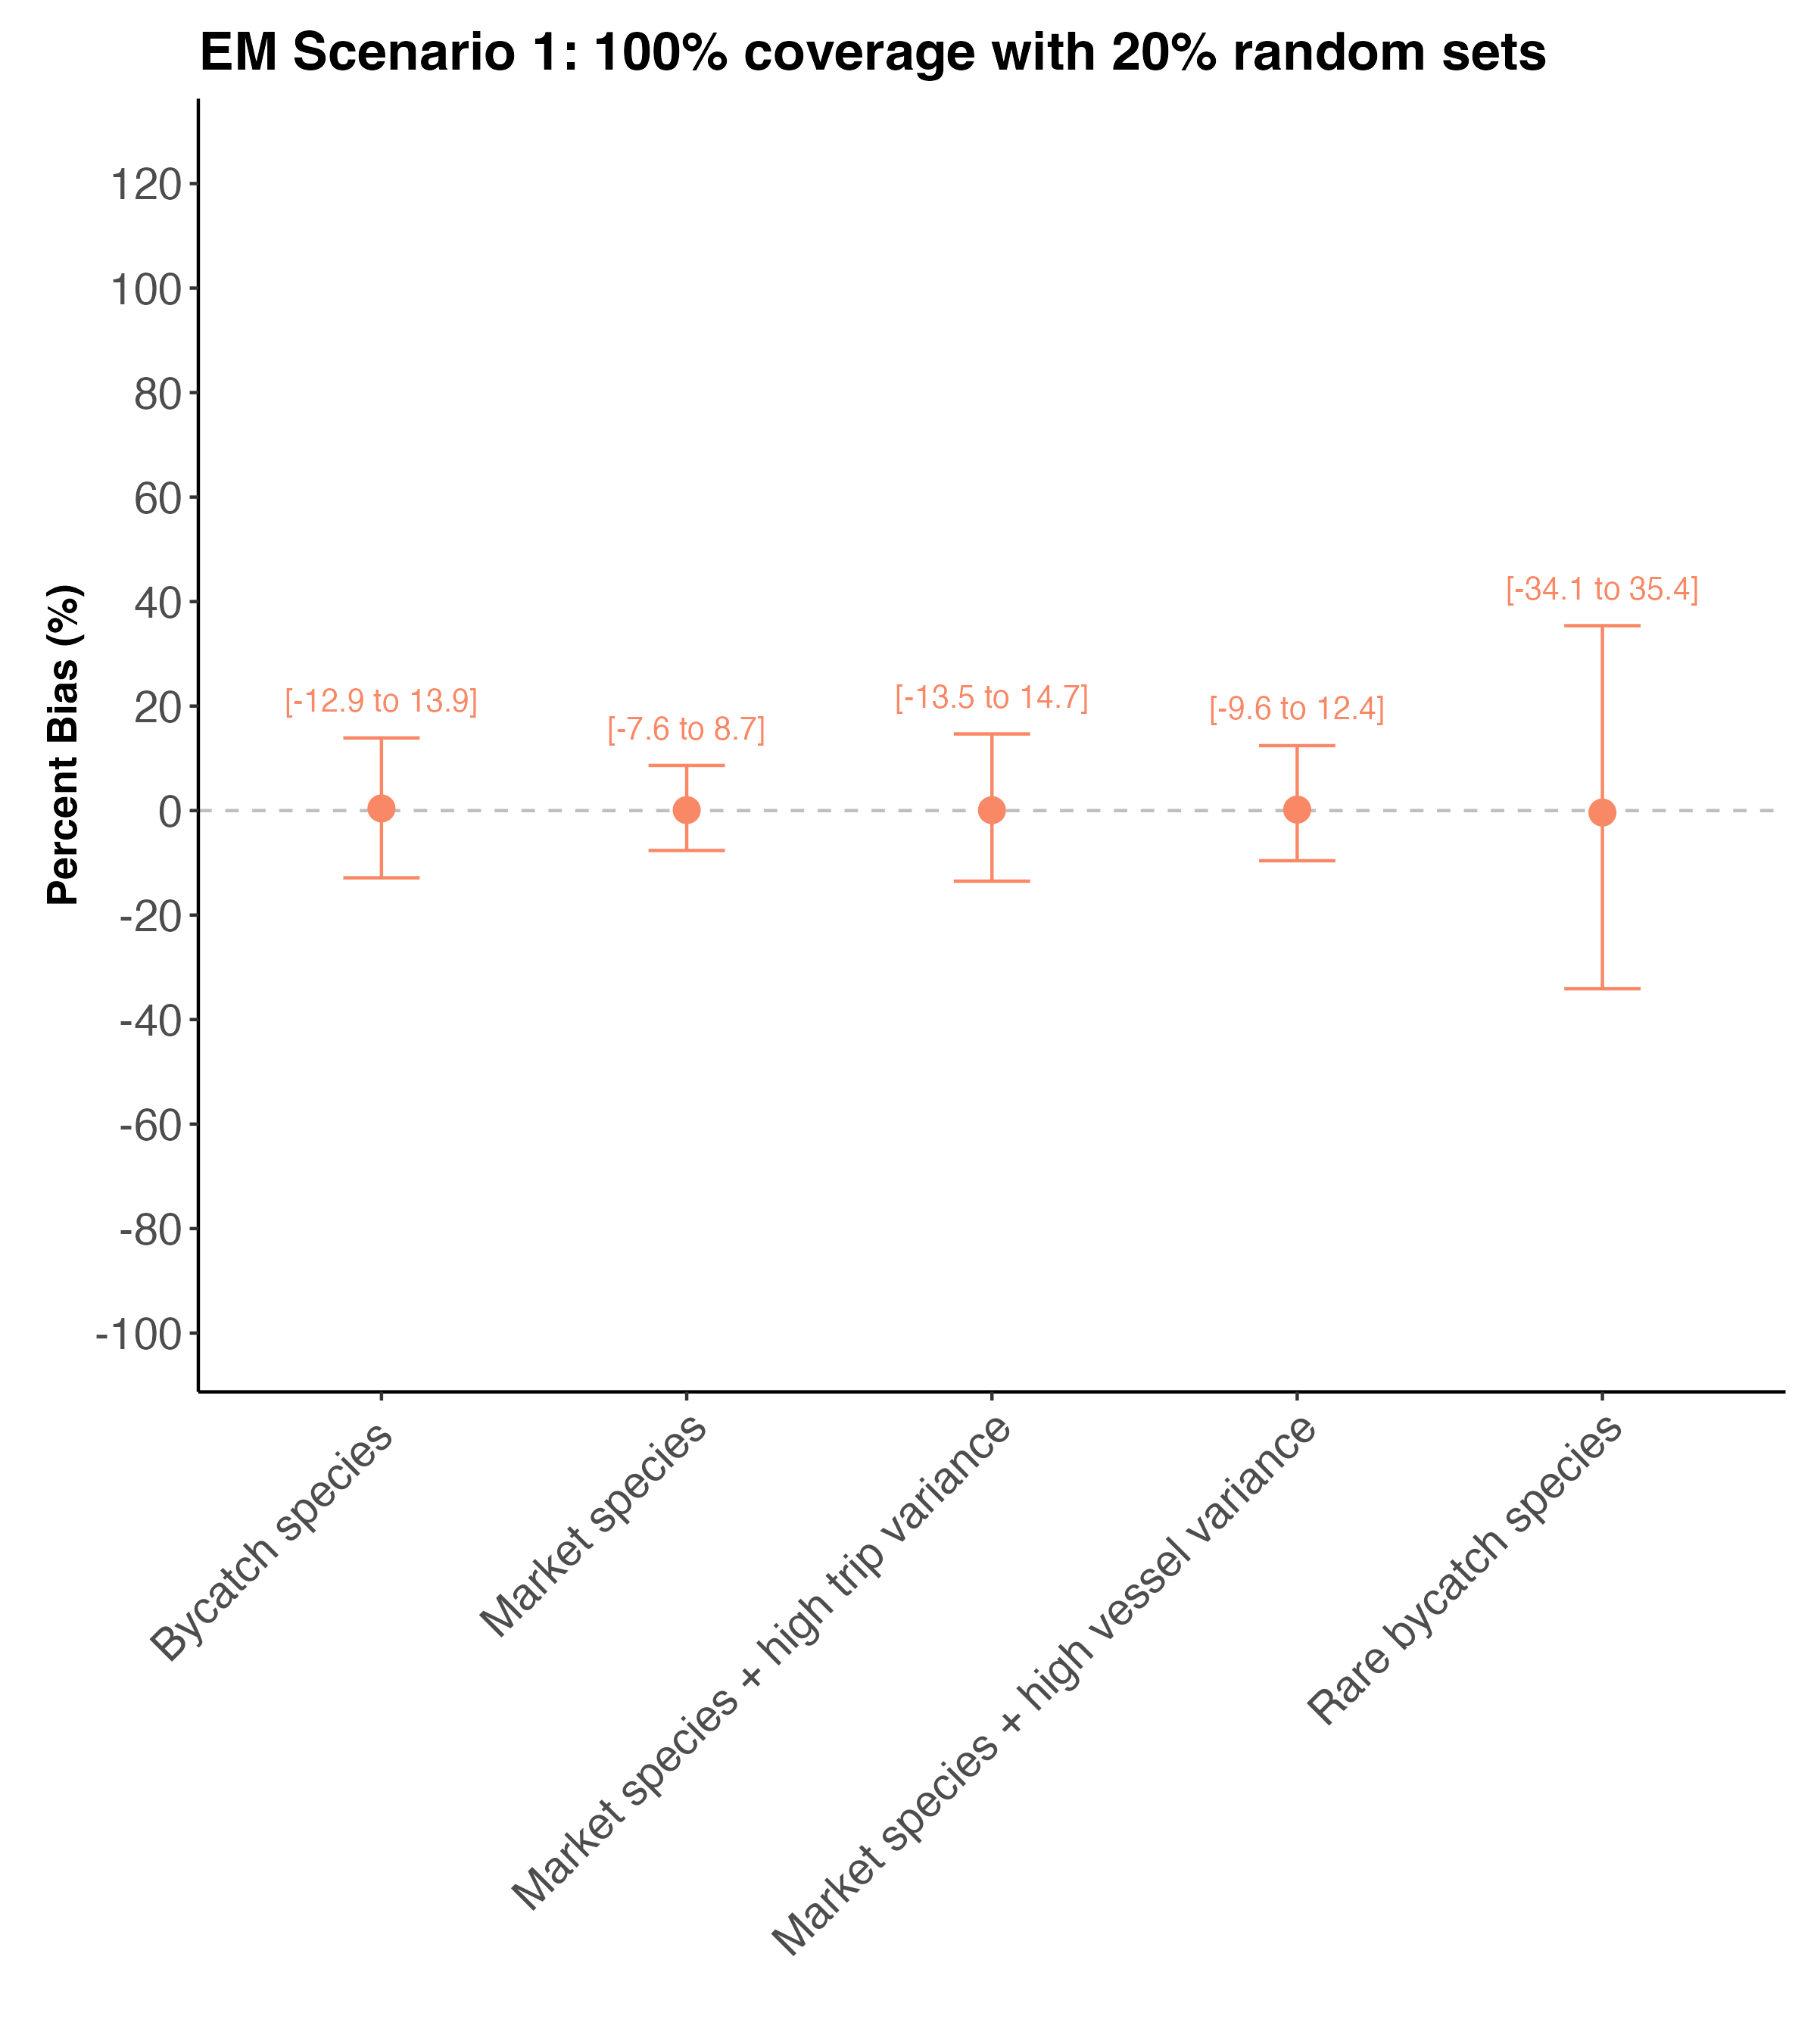 EM Scenario 1: 100% coverage with 20% random sets
Percent Bias (%)
120
100
80
60
40
20
0
-20
-40
-60
-80
-100
[-12.9 to 13.9]
[-7.6 to 8.7]
[-13.5 to 14.7]
[-9.6 to 12.4]
[-34.1 to 35.4]
Bycatch species
Market species
Market species + high trip variance
Market species + high vessel variance
Rare bycatch species